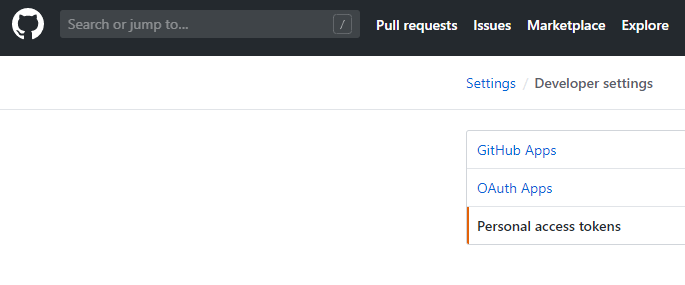 Search or jump to... / Pull requests Issues Marketplace Explore
Settings / Developer settings
GitHub Apps
OAuth Apps
Personal access tokens